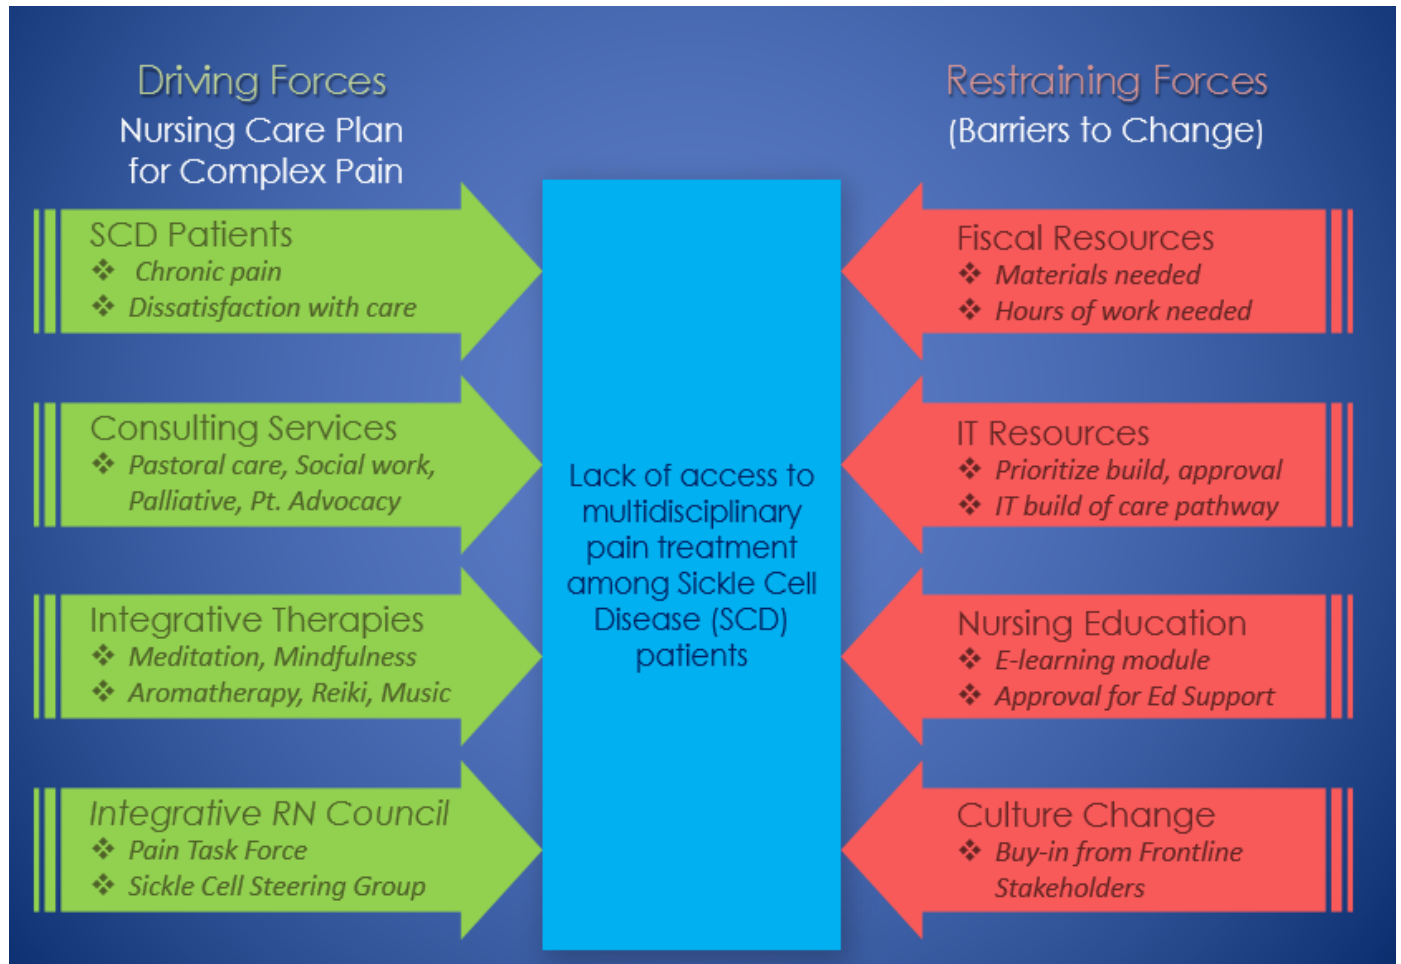 Driving Forces
Nursing Care Plan
for Complex Pain
SCD Patients
❖ Chronic pain
❖ Dissatisfaction with care
Consulting Services
❖ Pastoral care, Social work,
Palliative, Pt. Advocacy
Integrative Therapies
❖ Meditation, Mindfulness
❖ Aromatherapy, Reiki, Music
Integrative RN Council
❖ Pain Task Force
❖ Sickle Cell Steering Group
Lack of access to
multidisciplinary
pain treatment
among Sickle Cell
Disease (SCD)
patients
Restraining Forces
(Barriers to Change)
Fiscal Resources
❖ Materials needed
❖ Hours of work needed
IT Resources
❖ Prioritize build, approval
❖ IT build of care pathway
Nursing Education
❖ E-learning module
❖ Approval for Ed Support
Culture Change
❖ Buy-in from Frontline
Stakeholders